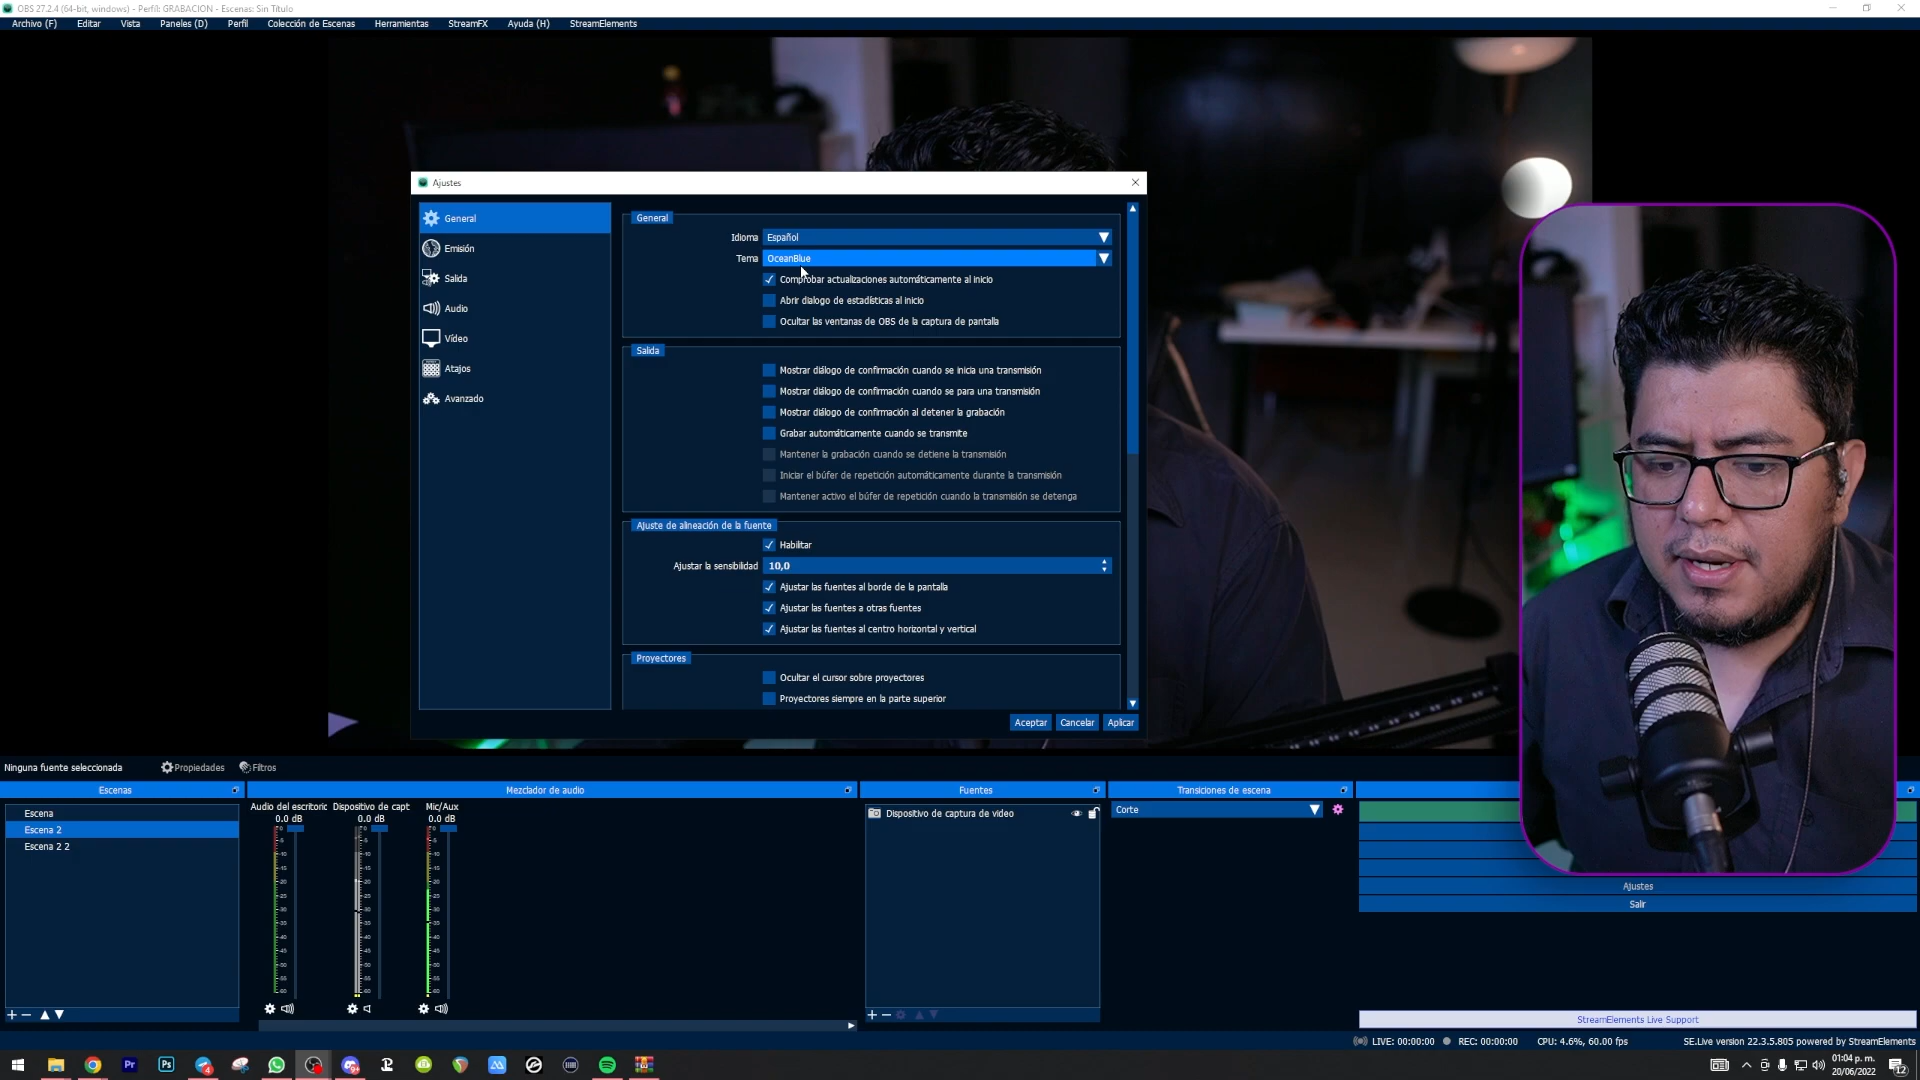 OBS 27.2.4 (64-bit, windows) - Perfil: GRABACION - Escenas: Sin Título
Archivo (F) Editar Vista Paneles (D) Perfil Colección de Escenas Herramientas StreamFX Ayuda (H) StreamElements
Ajustes
General
Emisión
Salida
Audio
Vídeo
Atajos
Avanzado
General
Idioma Español
Tema OceanBlue
Comprobar actualizaciones automáticamente al inicio
Abrir dialogo de estadísticas al inicio
Ocultar las ventanas de OBS de la captura de pantalla
Salida
Mostrar diálogo de confirmación cuando se inicia una transmisión
Mostrar diálogo de confirmación cuando se para una transmisión
Mostrar diálogo de confirmación al detener la grabación
Grabar automáticamente cuando se transmite
Mantener la grabación cuando se detiene la transmisión
Iniciar el búfer de repetición automáticamente durante la transmisión
Mantener activo el búfer de repetición cuando la transmisión se detenga
Ajuste de alineación de la fuente
Habilitar
Ajustar la sensibilidad 10,0
Ajustar las fuentes al borde de la pantalla
Ajustar las fuentes a otras fuentes
Ajustar las fuentes al centro horizontal y vertical
Proyectores
Ocultar el cursor sobre proyectores
Proyectores siempre en la parte superior
Aceptar Cancelar Aplicar
Ninguna fuente seleccionada Propiedades Filtros
Escenas Mezclador de audio Fuentes Transiciones de escena
Escena
Escena 2
Escena 2 2
Audio del escritoric Dispositivo de capt Mic/Aux
0.0 dB 0.0 dB 0.0 dB
Dispositivo de captura de video
Corte
Ajustes
Salir
StreamElements Live Support
LIVE: 00:00:00 REC: 00:00:00 CPU: 4.6%, 60.00 fps SE.Live version 22.3.5.805 powered by StreamElements
01:04 p. m.
20/06/2022
12